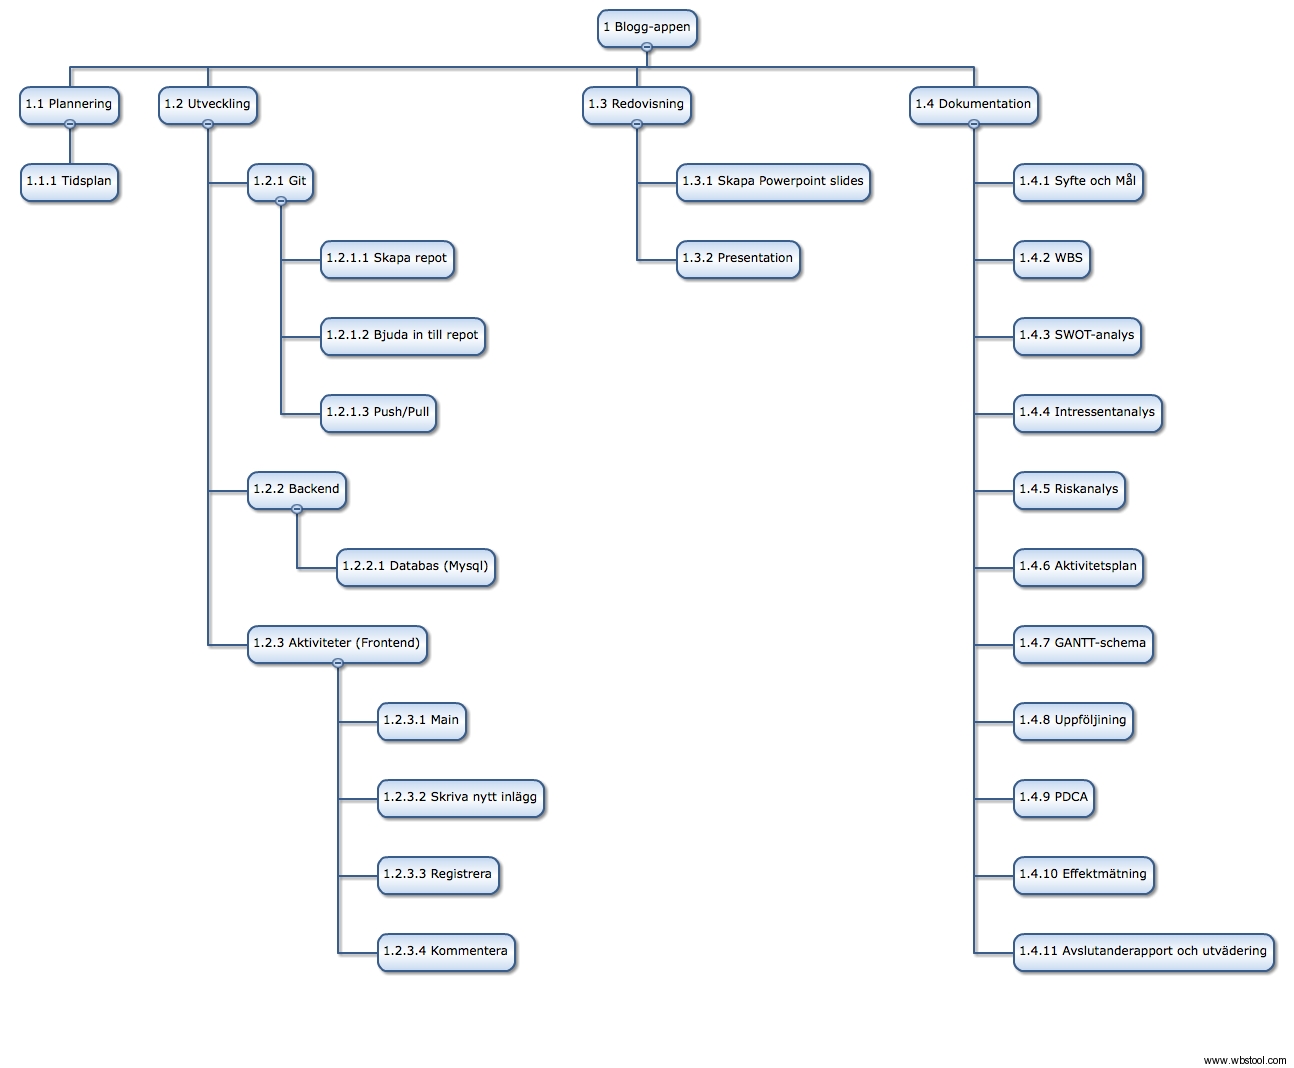 1 Blogg-appen
1.1 Plannering
1.1.1 Tidsplan
1.2 Utveckling
1.2.1 Git
1.2.1.1 Skapa repot
1.2.1.2 Bjuda in till repot
1.2.1.3 Push/Pull
1.2.2 Backend
1.2.2.1 Databas (Mysql)
1.2.3 Aktiviteter (Frontend)
1.2.3.1 Main
1.2.3.2 Skriva nytt inlägg
1.2.3.3 Registrera
1.2.3.4 Kommentera
1.3 Redovisning
1.3.1 Skapa Powerpoint slides
1.3.2 Presentation
1.4 Dokumentation
1.4.1 Syfte och Mål
1.4.2 WBS
1.4.3 SWOT-analys
1.4.4 Intressentanalys
1.4.5 Riskanalys
1.4.6 Aktivitetsplan
1.4.7 GANTT-schema
1.4.8 Uppföljining
1.4.9 PDCA
1.4.10 Effektmätning
1.4.11 Avslutanderapport och utvädering
www.wbstool.com